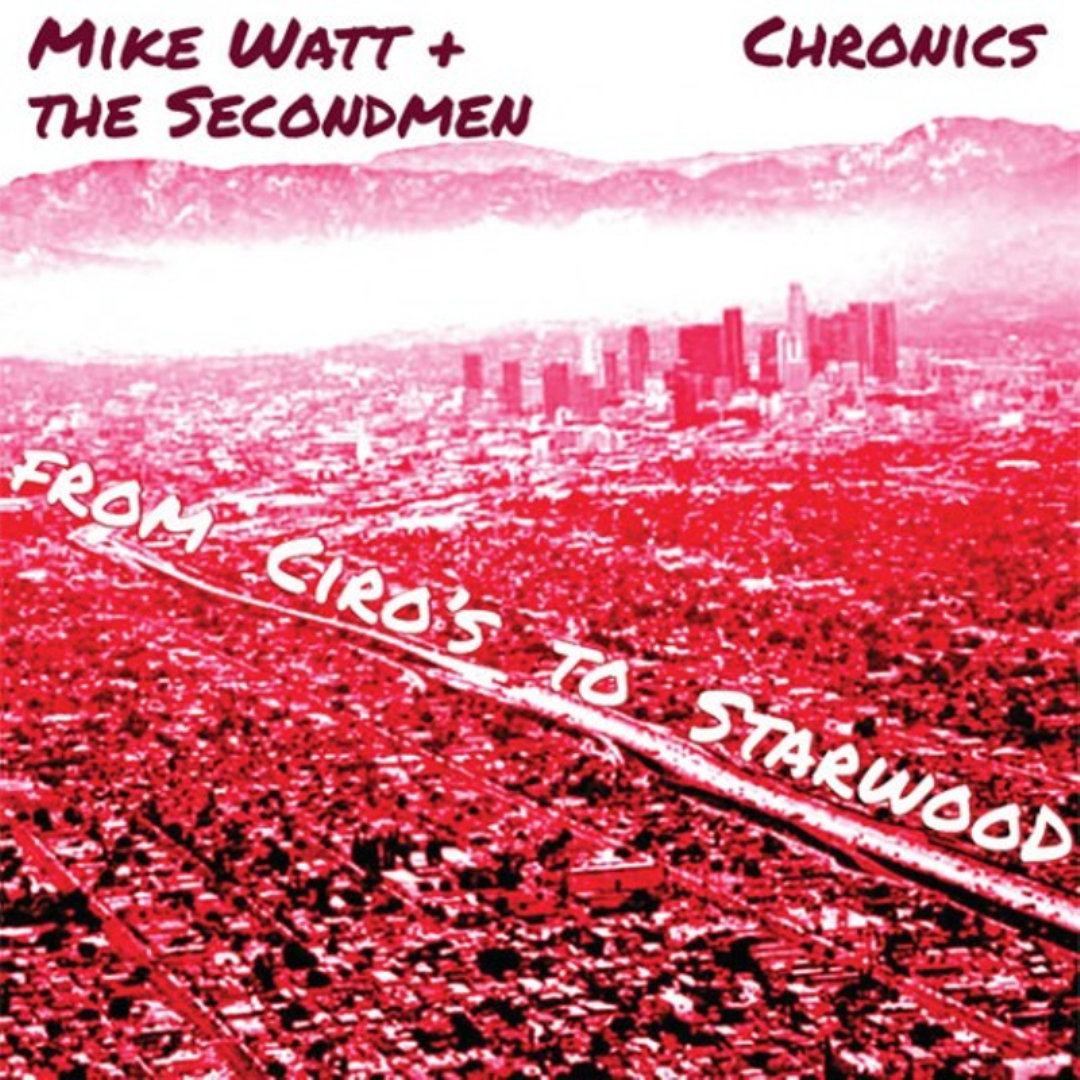 MIKE WATT +
THE SECONDMEN
CHRONICS
FROM CIRO'S TO STARWOOD